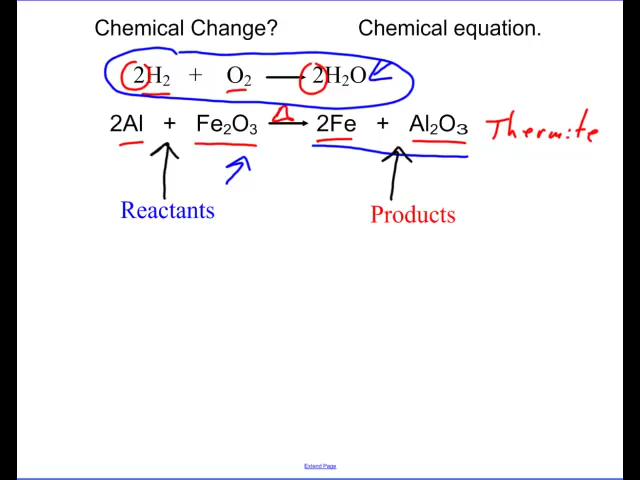 Chemical Change? Chemical equation.
2H₂ + O₂ → 2H₂O
2Al + Fe₂O₃ Δ→ 2Fe + Al₂O₃ Thermite
Reactants Products
Extend Page